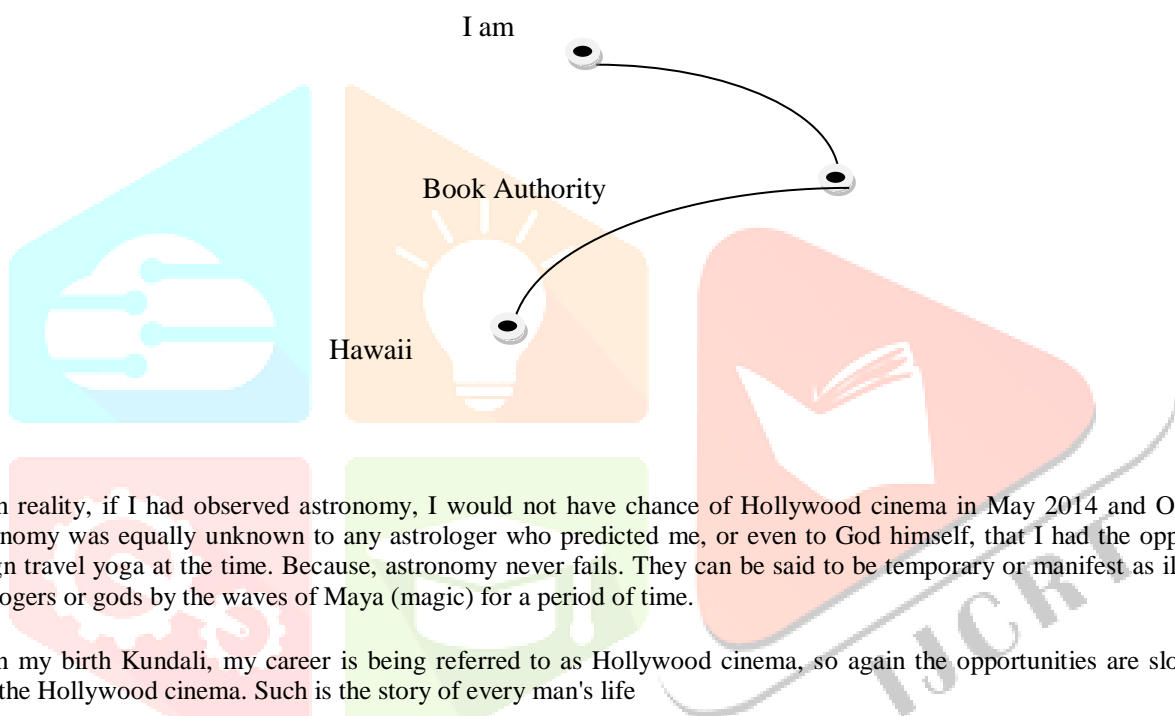 I am
Book Authority
Hawaii
n reality, if I had observed astronomy, I would not have chance of Hollywood cinema in May 2014 and O
nomy was equally unknown to any astrologer who predicted me, or even to God himself, that I had the opp
gn travel yoga at the time. Because, astronomy never fails. They can be said to be temporary or manifest as il
ogers or gods by the waves of Maya (magic) for a period of time.
n my birth Kundali, my career is being referred to as Hollywood cinema, so again the opportunities are slo
the Hollywood cinema. Such is the story of every man's life
IJCRT